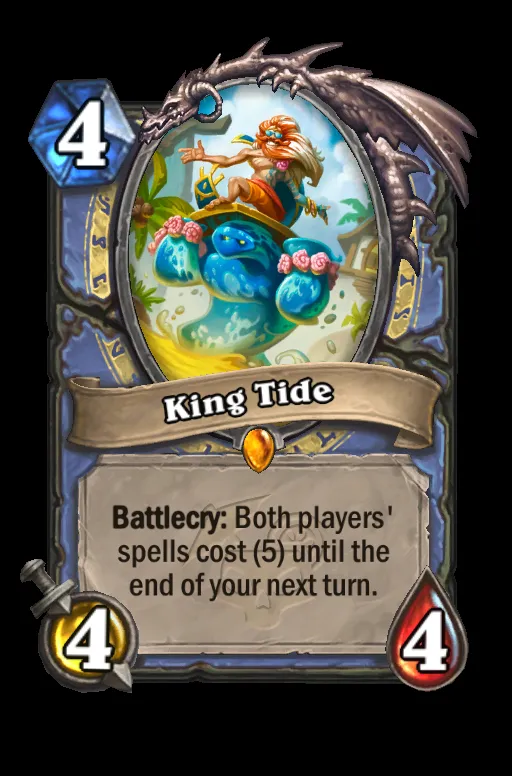 4
King Tide
Battlecry: Both players'
spells cost (5) until the
end of your next turn.
4
4